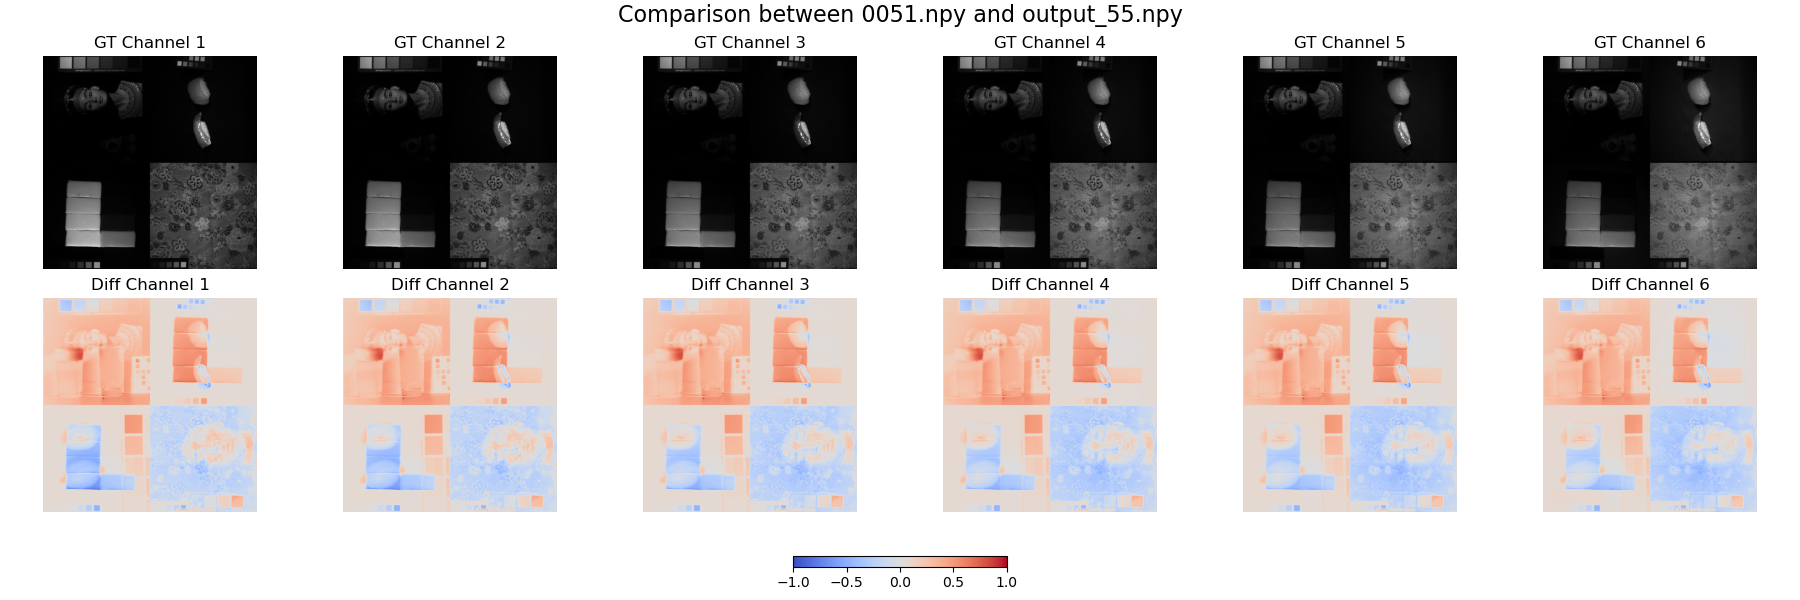 Comparison between 0051.npy and output_55.npy
GT Channel 1
GT Channel 2
GT Channel 3
GT Channel 4
GT Channel 5
GT Channel 6
Diff Channel 1
Diff Channel 2
Diff Channel 3
Diff Channel 4
Diff Channel 5
Diff Channel 6
−1.0 −0.5 0.0 0.5 1.0